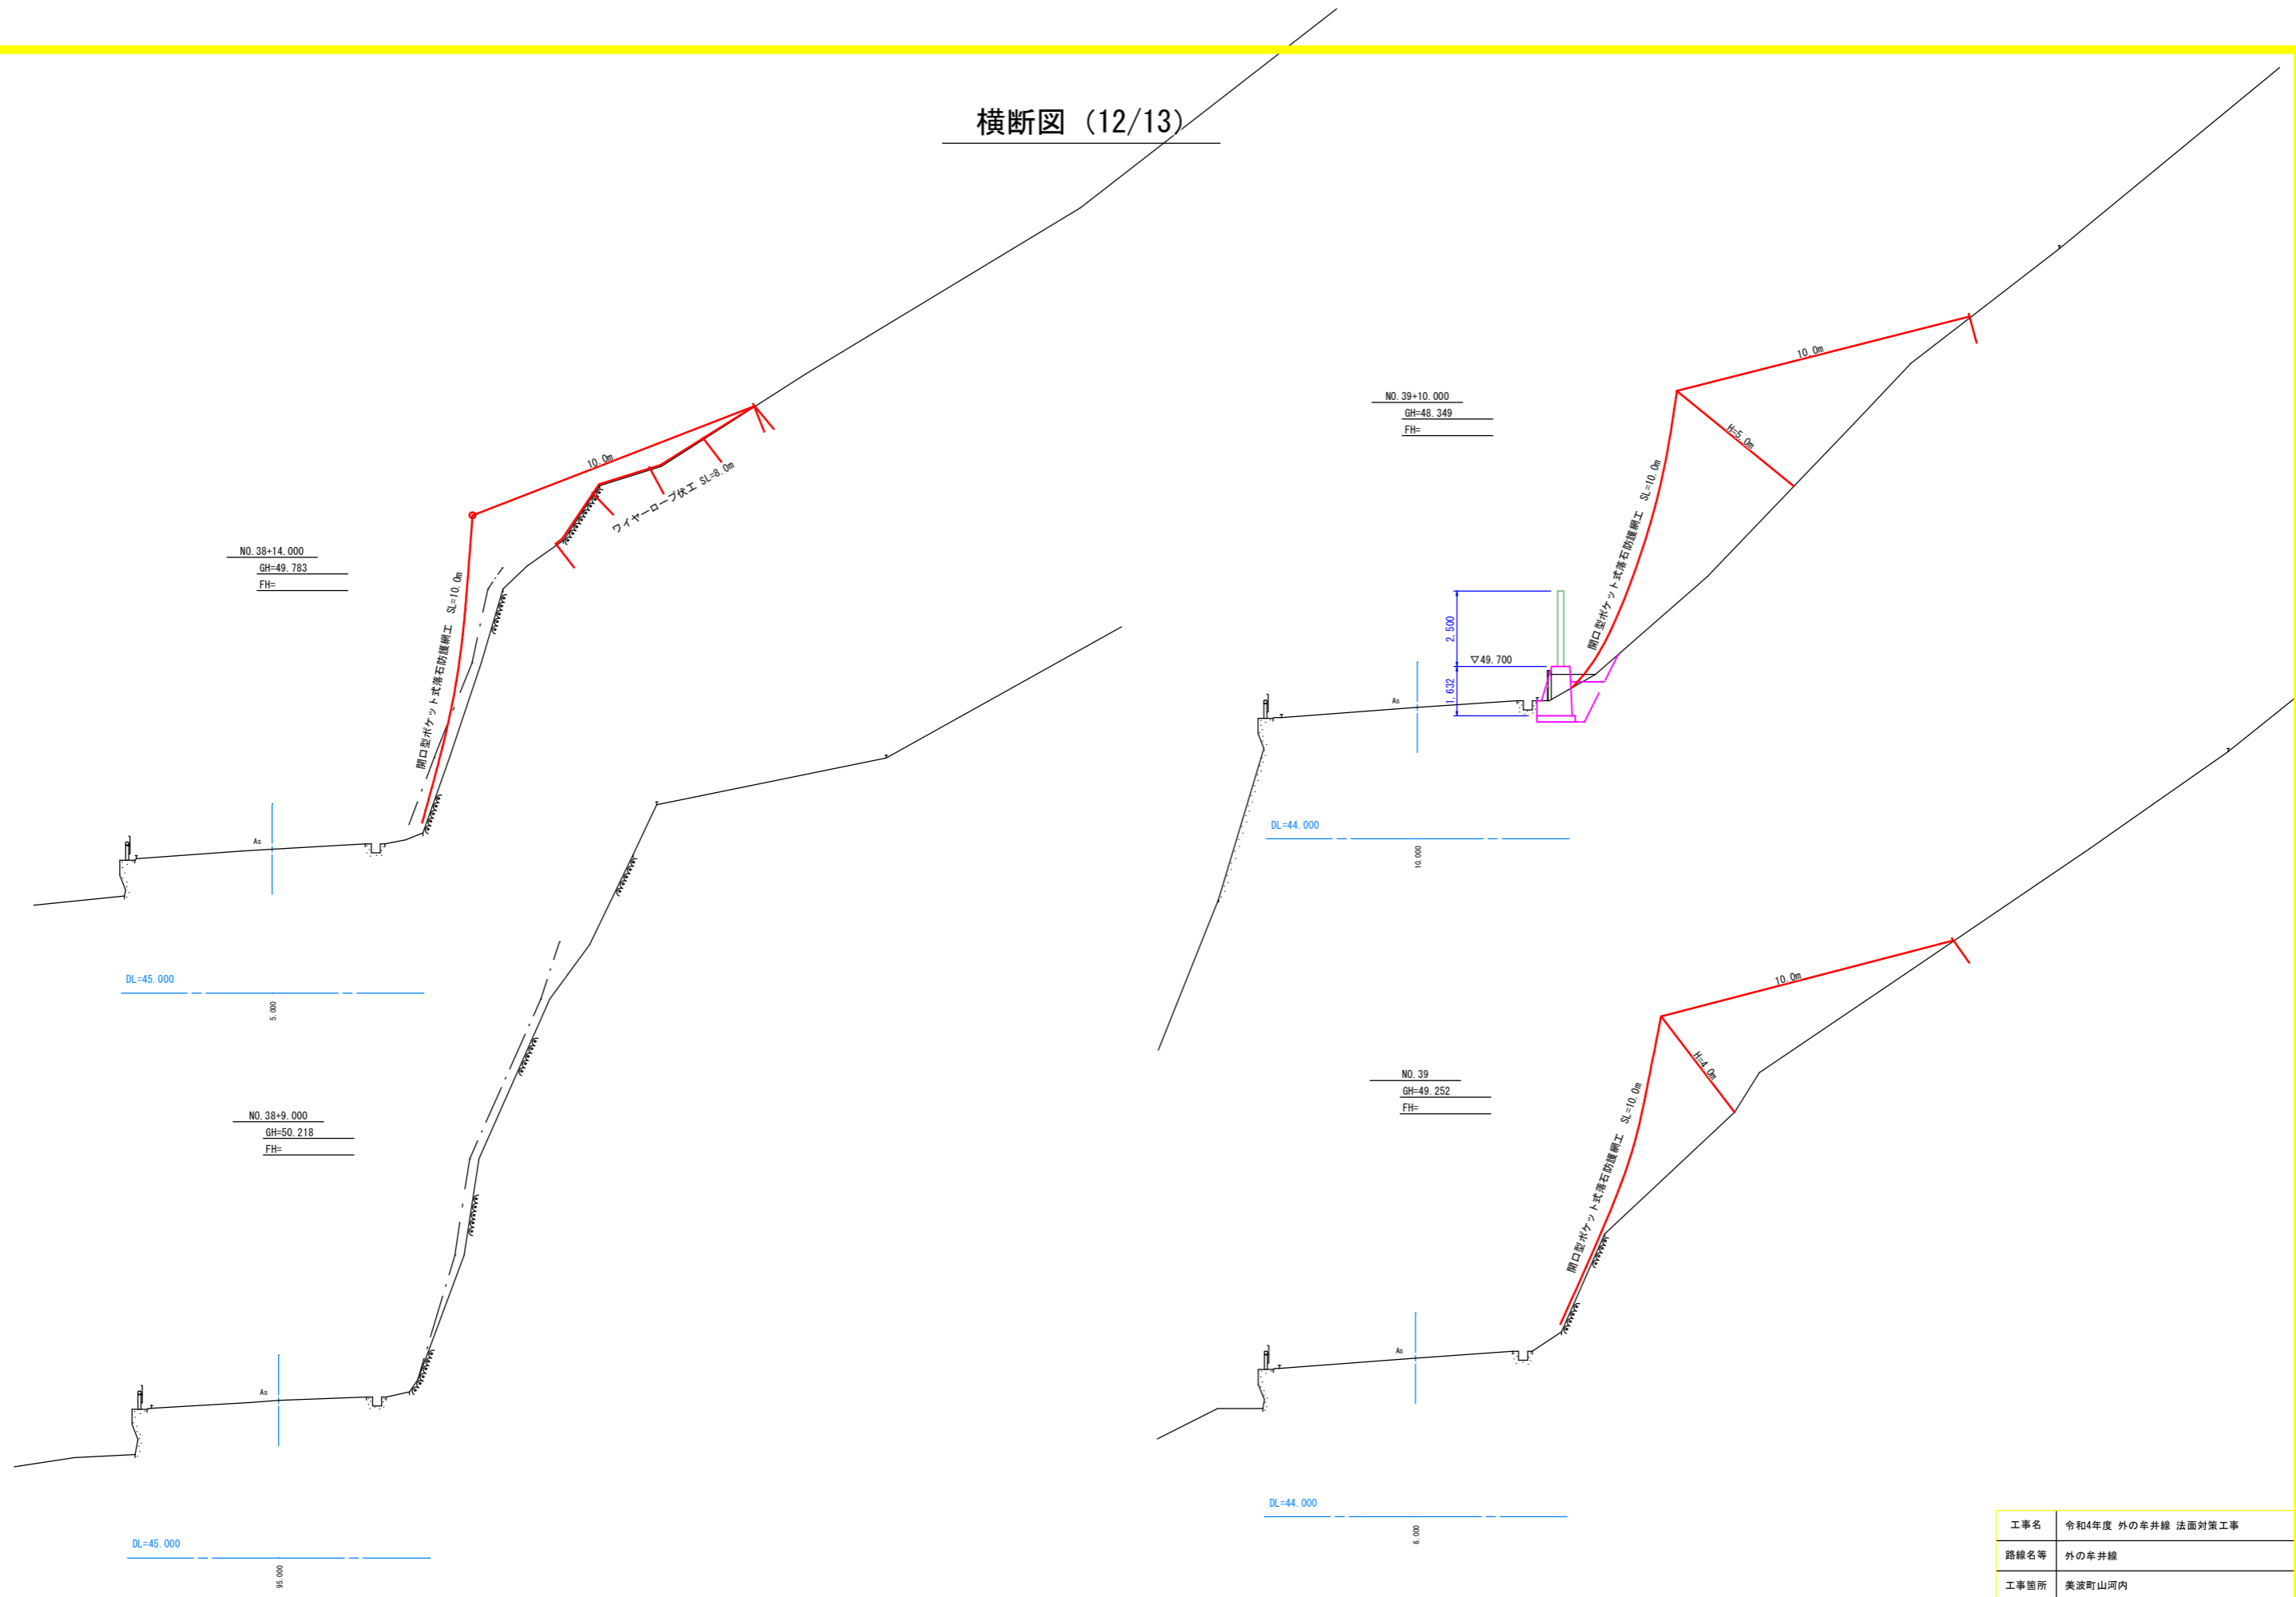 横断図 (12/13)
10.0m
ワイヤーロープ伏工 SL=8.0m
NO.38+14.000
GH=49.783
FH=
開口型ポケット式落石防護網工 SL=10.0m
As
DL=45.000
5.000
NO.38+9.000
GH=50.218
FH=
As
DL=45.000
95.000
10.0m
NO.39+10.000
GH=48.349
FH=
H=5.0m
開口型ポケット式落石防護網工 SL=10.0m
2,500
▽49.700
1,632
As
DL=44.000
10.000
10.0m
NO.39
GH=49.252
FH=
H=4.0m
開口型ポケット式落石防護網工 SL=10.0m
As
DL=44.000
6.000
工事名 令和4年度 外の牟井線 法面対策工事
路線名等 外の牟井線
工事箇所 美波町山河内